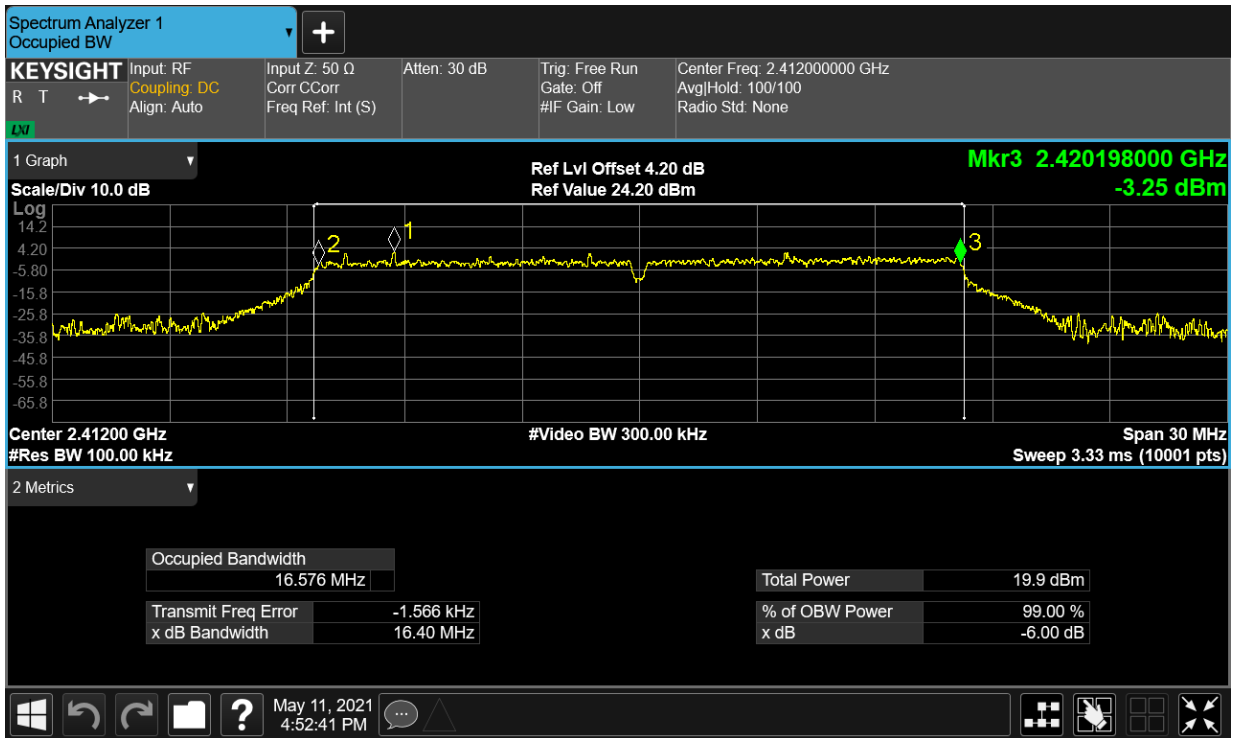 Spectrum Analyzer 1
Occupied BW
KEYSIGHT
R T
LXI
Input: RF
Coupling: DC
Align: Auto
Input Z: 50 Ω
Corr CCorr
Freq Ref: Int (S)
Atten: 30 dB
Trig: Free Run
Gate: Off
#IF Gain: Low
Center Freq: 2.412000000 GHz
Avg|Hold: 100/100
Radio Std: None
1 Graph
Scale/Div 10.0 dB
Ref Lvl Offset 4.20 dB
Ref Value 24.20 dBm
Mkr3 2.420198000 GHz
-3.25 dBm
Log
14.2
4.20
-5.80
-15.8
-25.8
-35.8
-45.8
-55.8
-65.8
2
1
3
Center 2.41200 GHz
#Video BW 300.00 kHz
Span 30 MHz
#Res BW 100.00 kHz
Sweep 3.33 ms (10001 pts)
2 Metrics
Occupied Bandwidth
16.576 MHz
Total Power 19.9 dBm
Transmit Freq Error -1.566 kHz
% of OBW Power 99.00 %
x dB Bandwidth 16.40 MHz
x dB -6.00 dB
?
May 11, 2021
4:52:41 PM